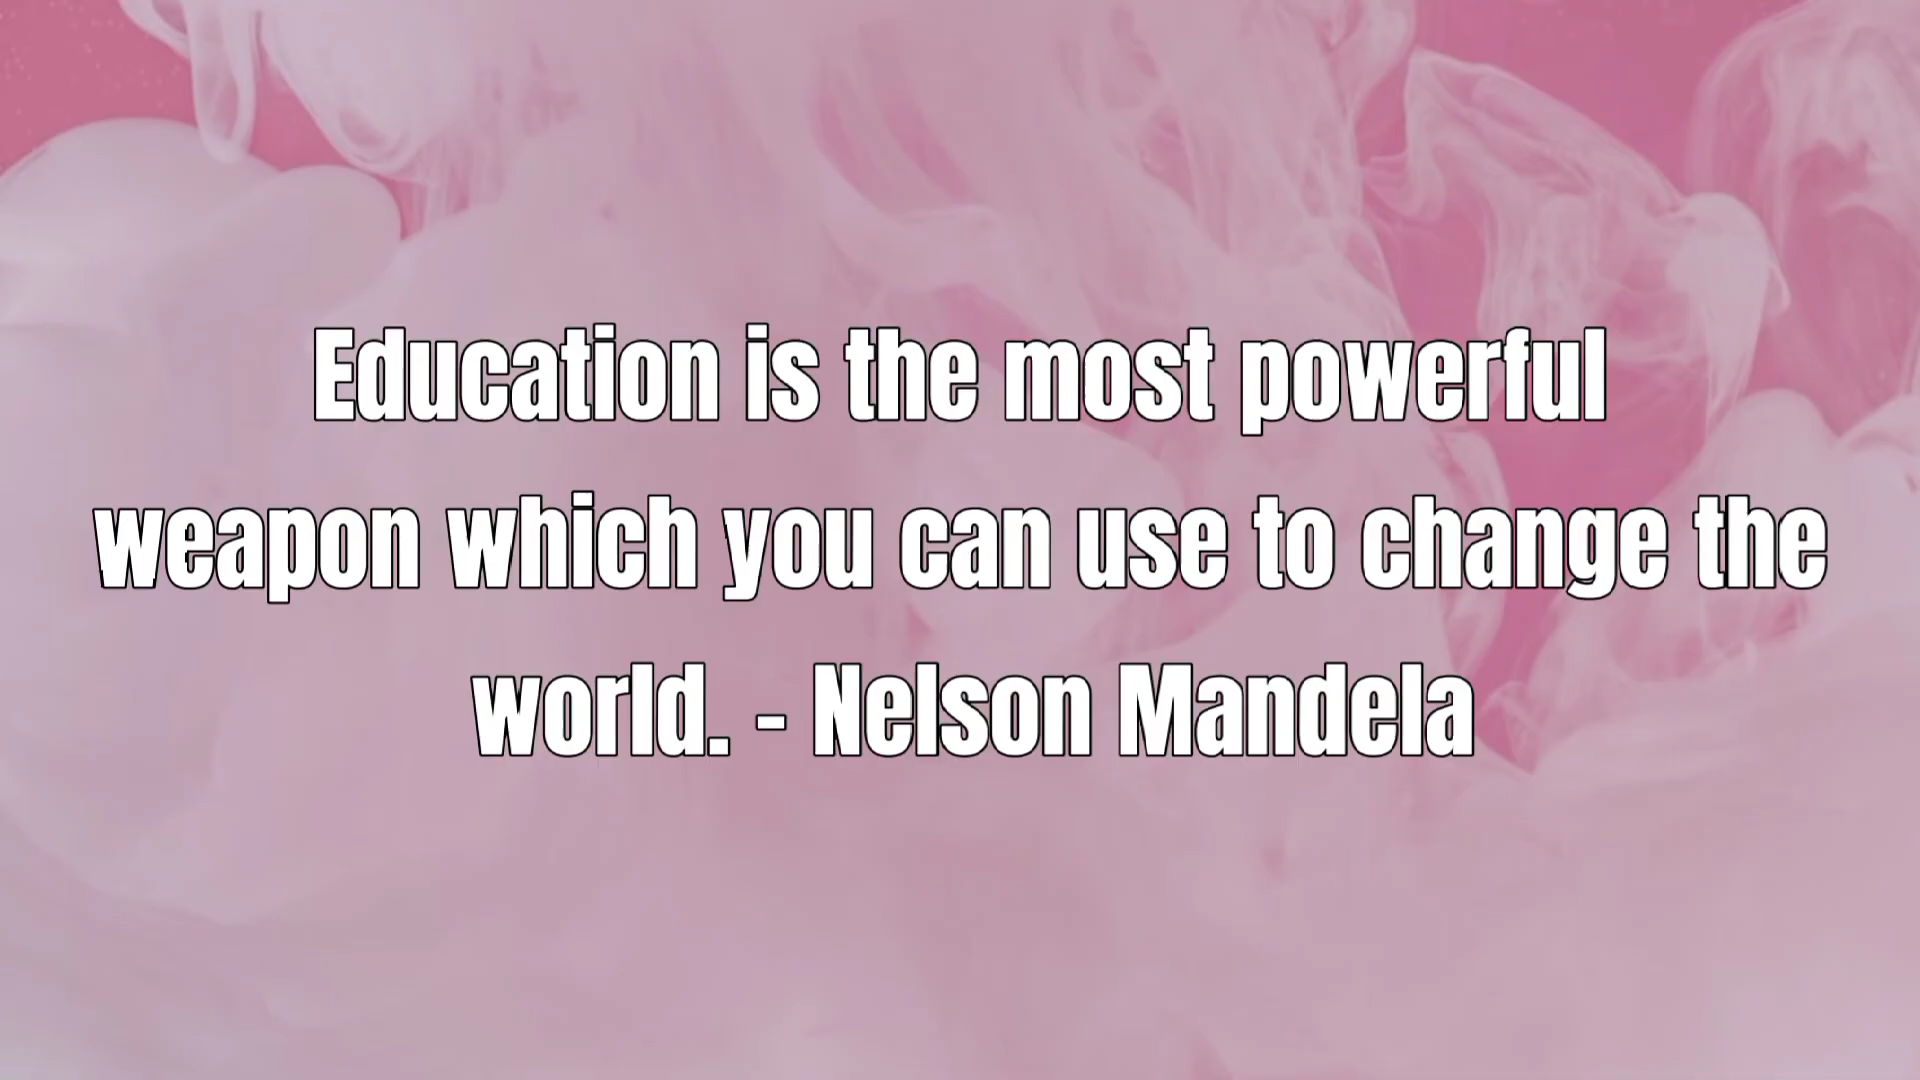 Education is the most powerful
weapon which you can use to change the
world. - Nelson Mandela